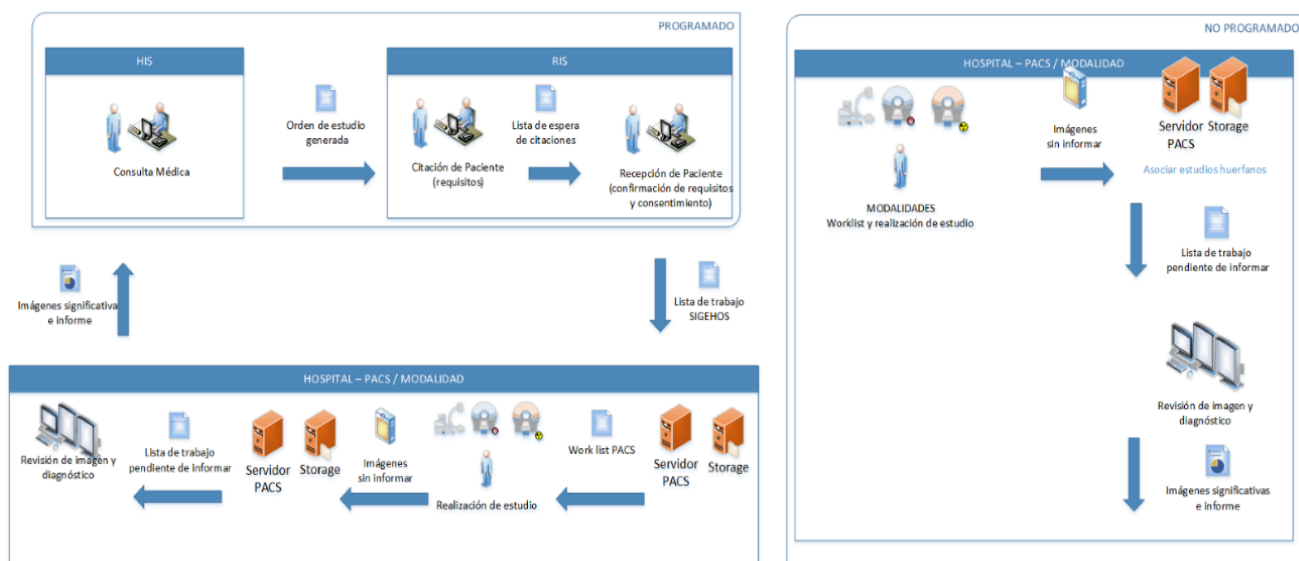 PROGRAMADO
HIS
Consulta Médica
Orden de estudio
generada
RIS
Citación de Paciente
(requisitos)
Lista de espera
de citaciones
Recepción de Paciente
(confirmación de requisitos
y consentimiento)
Imágenes significativa
e informe
Lista de trabajo
SIGEHOS
HOSPITAL – PACS / MODALIDAD
Revisión de imagen y
diagnóstico
Lista de trabajo
pendiente de informar
Servidor
PACS
Storage
Imágenes
sin informar
Realización de estudio
Work list PACS
Servidor
PACS
Storage
NO PROGRAMADO
HOSPITAL – PACS / MODALIDAD
MODALIDADES
Worklist y realización de estudio
Imágenes
sin informar
Servidor
PACS
Storage
Asociar estudios huerfanos
Lista de trabajo
pendiente de informar
Revisión de imagen y
diagnóstico
Imágenes significativas
e informe